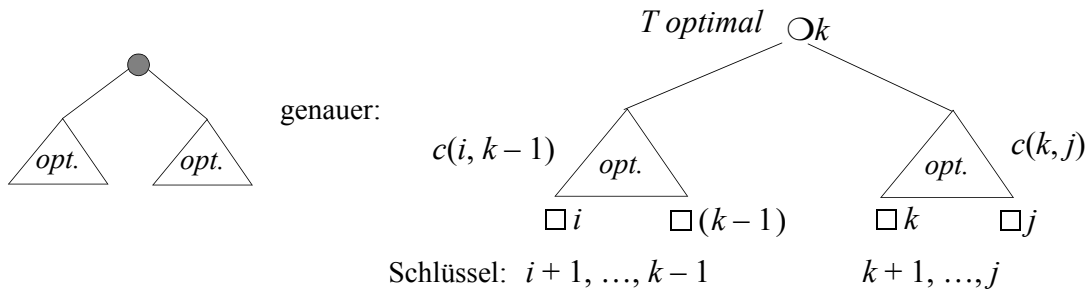 T optimal k
genauer:
opt. opt.
c(i, k – 1) opt. opt. c(k, j)
i (k – 1) k j
Schlüssel: i + 1, …, k – 1 k + 1, …, j